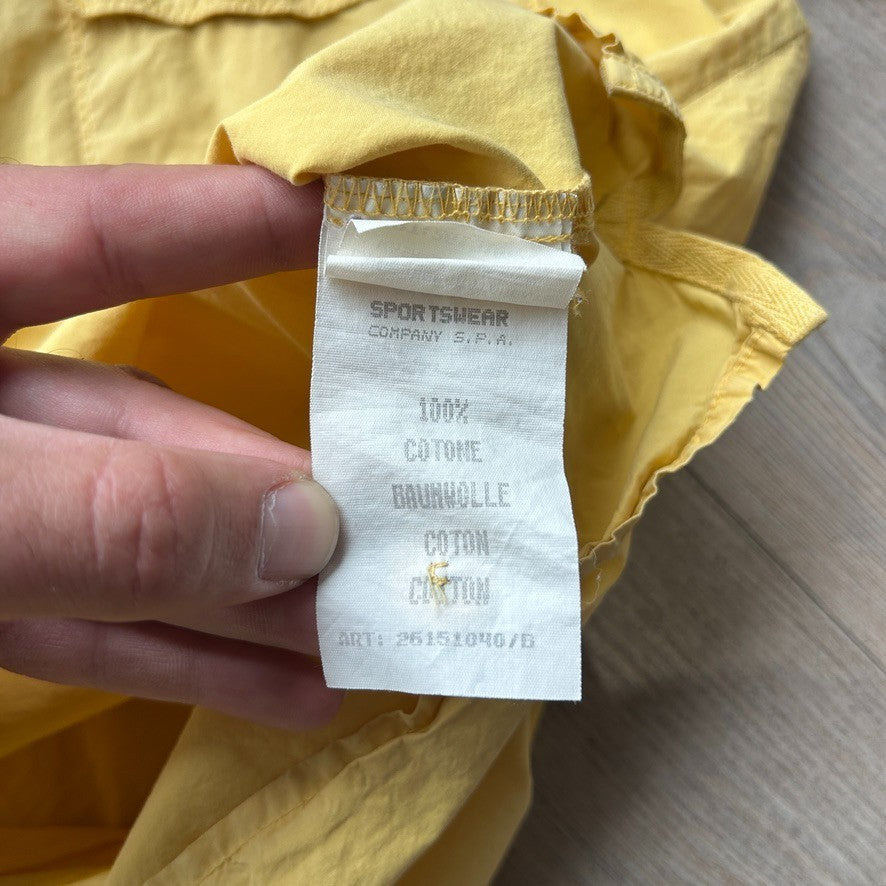 SPORTSWEAR
COMPANY S.P.A.
100%
COTONE
BAUMWOLLE
COTON
COTTON
ART: 26151040/B